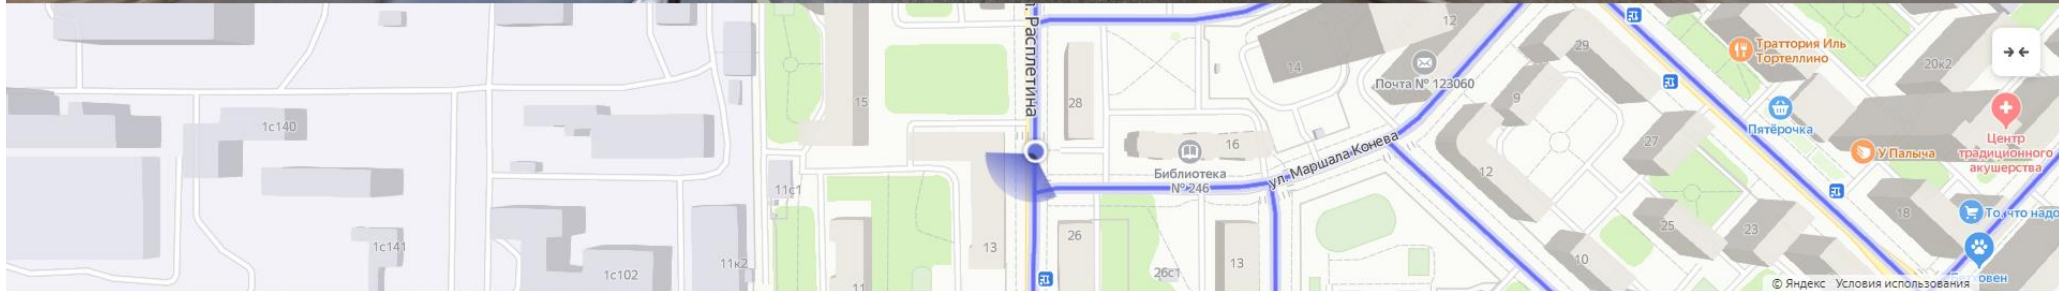 . Расплетина
12
29
Траттория Иль
Тортеллино
14
Почта № 123060
20к2
15
28
9
1с140
Пятёрочка
16
27
Центр
традиционного
акушерства
У Палыча
ул. Маршала Конева
Библиотека
№ 246
12
11с1
18
То, что надо
26
25
23
13
1с141
11к2
13
10
1с102
26с1
11
© Яндекс Условия использования